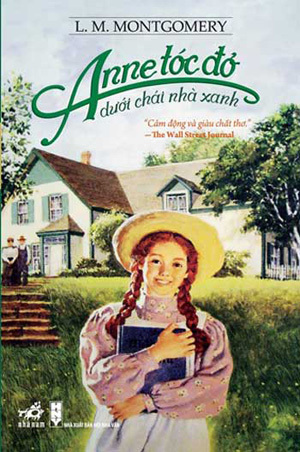 L. M. MONTGOMERY
Anne tóc đỏ
dưới chái nhà xanh
“Cảm động và giàu chất thơ.”
—The Wall Street Journal
nhã nam
NHÀ XUẤT BẢN HỘI NHÀ VĂN